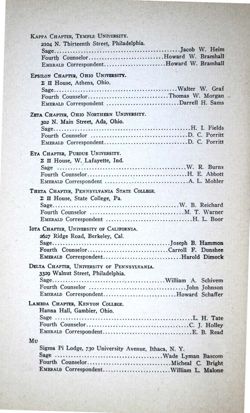 KAPPA CHAPTER, TEMPLE UNIVERSITY.
2104 N. Thirteenth Street, Philadelphia.
Sage..........Jacob W. Heim
Fourth Counselor..........Howard W. Bramhall
EMERALD Correspondent..........Howard W. Bramhall
EPSILON CHAPTER, OHIO UNIVERSITY.
Σ Π House, Athens, Ohio.
Sage..........Walter W. Graf
Fourth Counselor..........Thomas W. Morgan
EMERALD Correspondent..........Darrell H. Sams
ZETA CHAPTER, OHIO NORTHERN UNIVERSITY.
302 N. Main Street, Ada, Ohio.
Sage..........H. I. Fields
Fourth Counselor..........D. C. Porritt
EMERALD Correspondent..........D. C. Porritt
ETA CHAPTER, PURDUE UNIVERSITY.
Σ Π House, W. Lafayette, Ind.
Sage..........W. R. Burns
Fourth Counselor..........H. E. Abbott
EMERALD Correspondent..........A. L. Mohler
THETA CHAPTER, PENNSYLVANIA STATE COLLEGE.
Σ Π House, State College, Pa.
Sage..........W. B. Reichard
Fourth Counselor..........M. T. Warner
EMERALD Correspondent..........H. L. Boor
IOTA CHAPTER, UNIVERSITY OF CALIFORNIA.
2627 Ridge Road, Berkeley, Cal.
Sage..........Joseph B. Hammon
Fourth Counselor..........Carroll F. Dunshee
EMERALD Correspondent..........Harold Dimock
DELTA CHAPTER, UNIVERSITY OF PENNSYLVANIA.
3329 Walnut Street, Philadelphia.
Sage..........William A. Schivem
Fourth Counselor..........John Johnson
EMERALD Correspondent..........Howard Schaffer
LAMBDA CHAPTER, KENYON COLLEGE.
Hanna Hall, Gambier, Ohio.
Sage..........L. H. Tate
Fourth Counselor..........C. J. Holley
EMERALD Correspondent..........E. B. Read
MU
Sigma Pi Lodge, 730 University Avenue, Ithaca, N. Y.
Sage..........Wade Lyman Bascom
Fourth Counselor..........Micheal C. Bright
EMERALD Correspondent..........William L. Malone